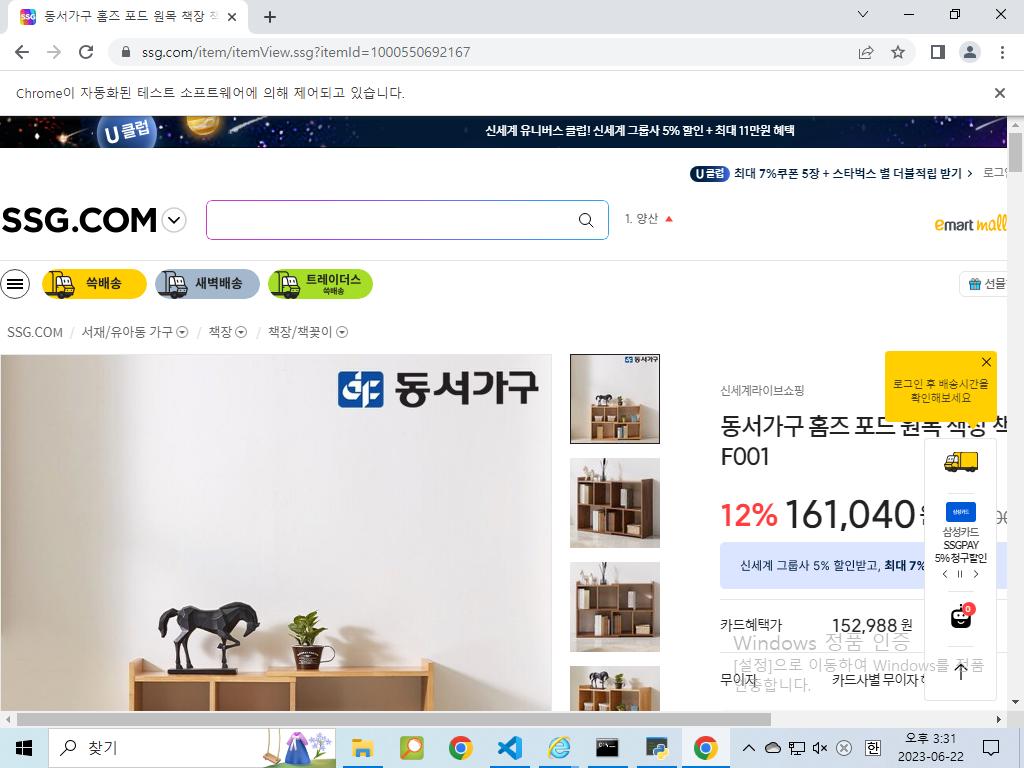 동서가구 홈즈 포드 원목 책장 책
ssg.com/item/itemView.ssg?itemId=1000550692167
Chrome이 자동화된 테스트 소프트웨어에 의해 제어되고 있습니다.
U 클럽
신세계 유니버스 클럽! 신세계 그룹사 5% 할인 + 최대 11만원 혜택
U 클럽 최대 7%쿠폰 5장 + 스타벅스 별 더블적립 받기 > 로그인
SSG.COM
1. 양산
emart mall
쓱배송
새벽배송
트레이더스
쓱배송
선물
SSG.COM / 서재/유아동 가구 / 책장 / 책장/책꽂이
동서가구
동서가구
로그인 후 배송시간을
확인해보세요
신세계라이브쇼핑
동서가구 홈즈 포드 원목 책장 책
F001
12% 161,040
삼성카드
삼성카드
SSGPAY
5% 청구할인
신세계 그룹사 5% 할인받고, 최대 7%
0
카드혜택가 152,988 원
Windows 정품 인증
[설정]으로 이동하여 Windows를 정품
인증합니다.
무이자 카드사별 무이자
찾기
한
오후 3:31
2023-06-22